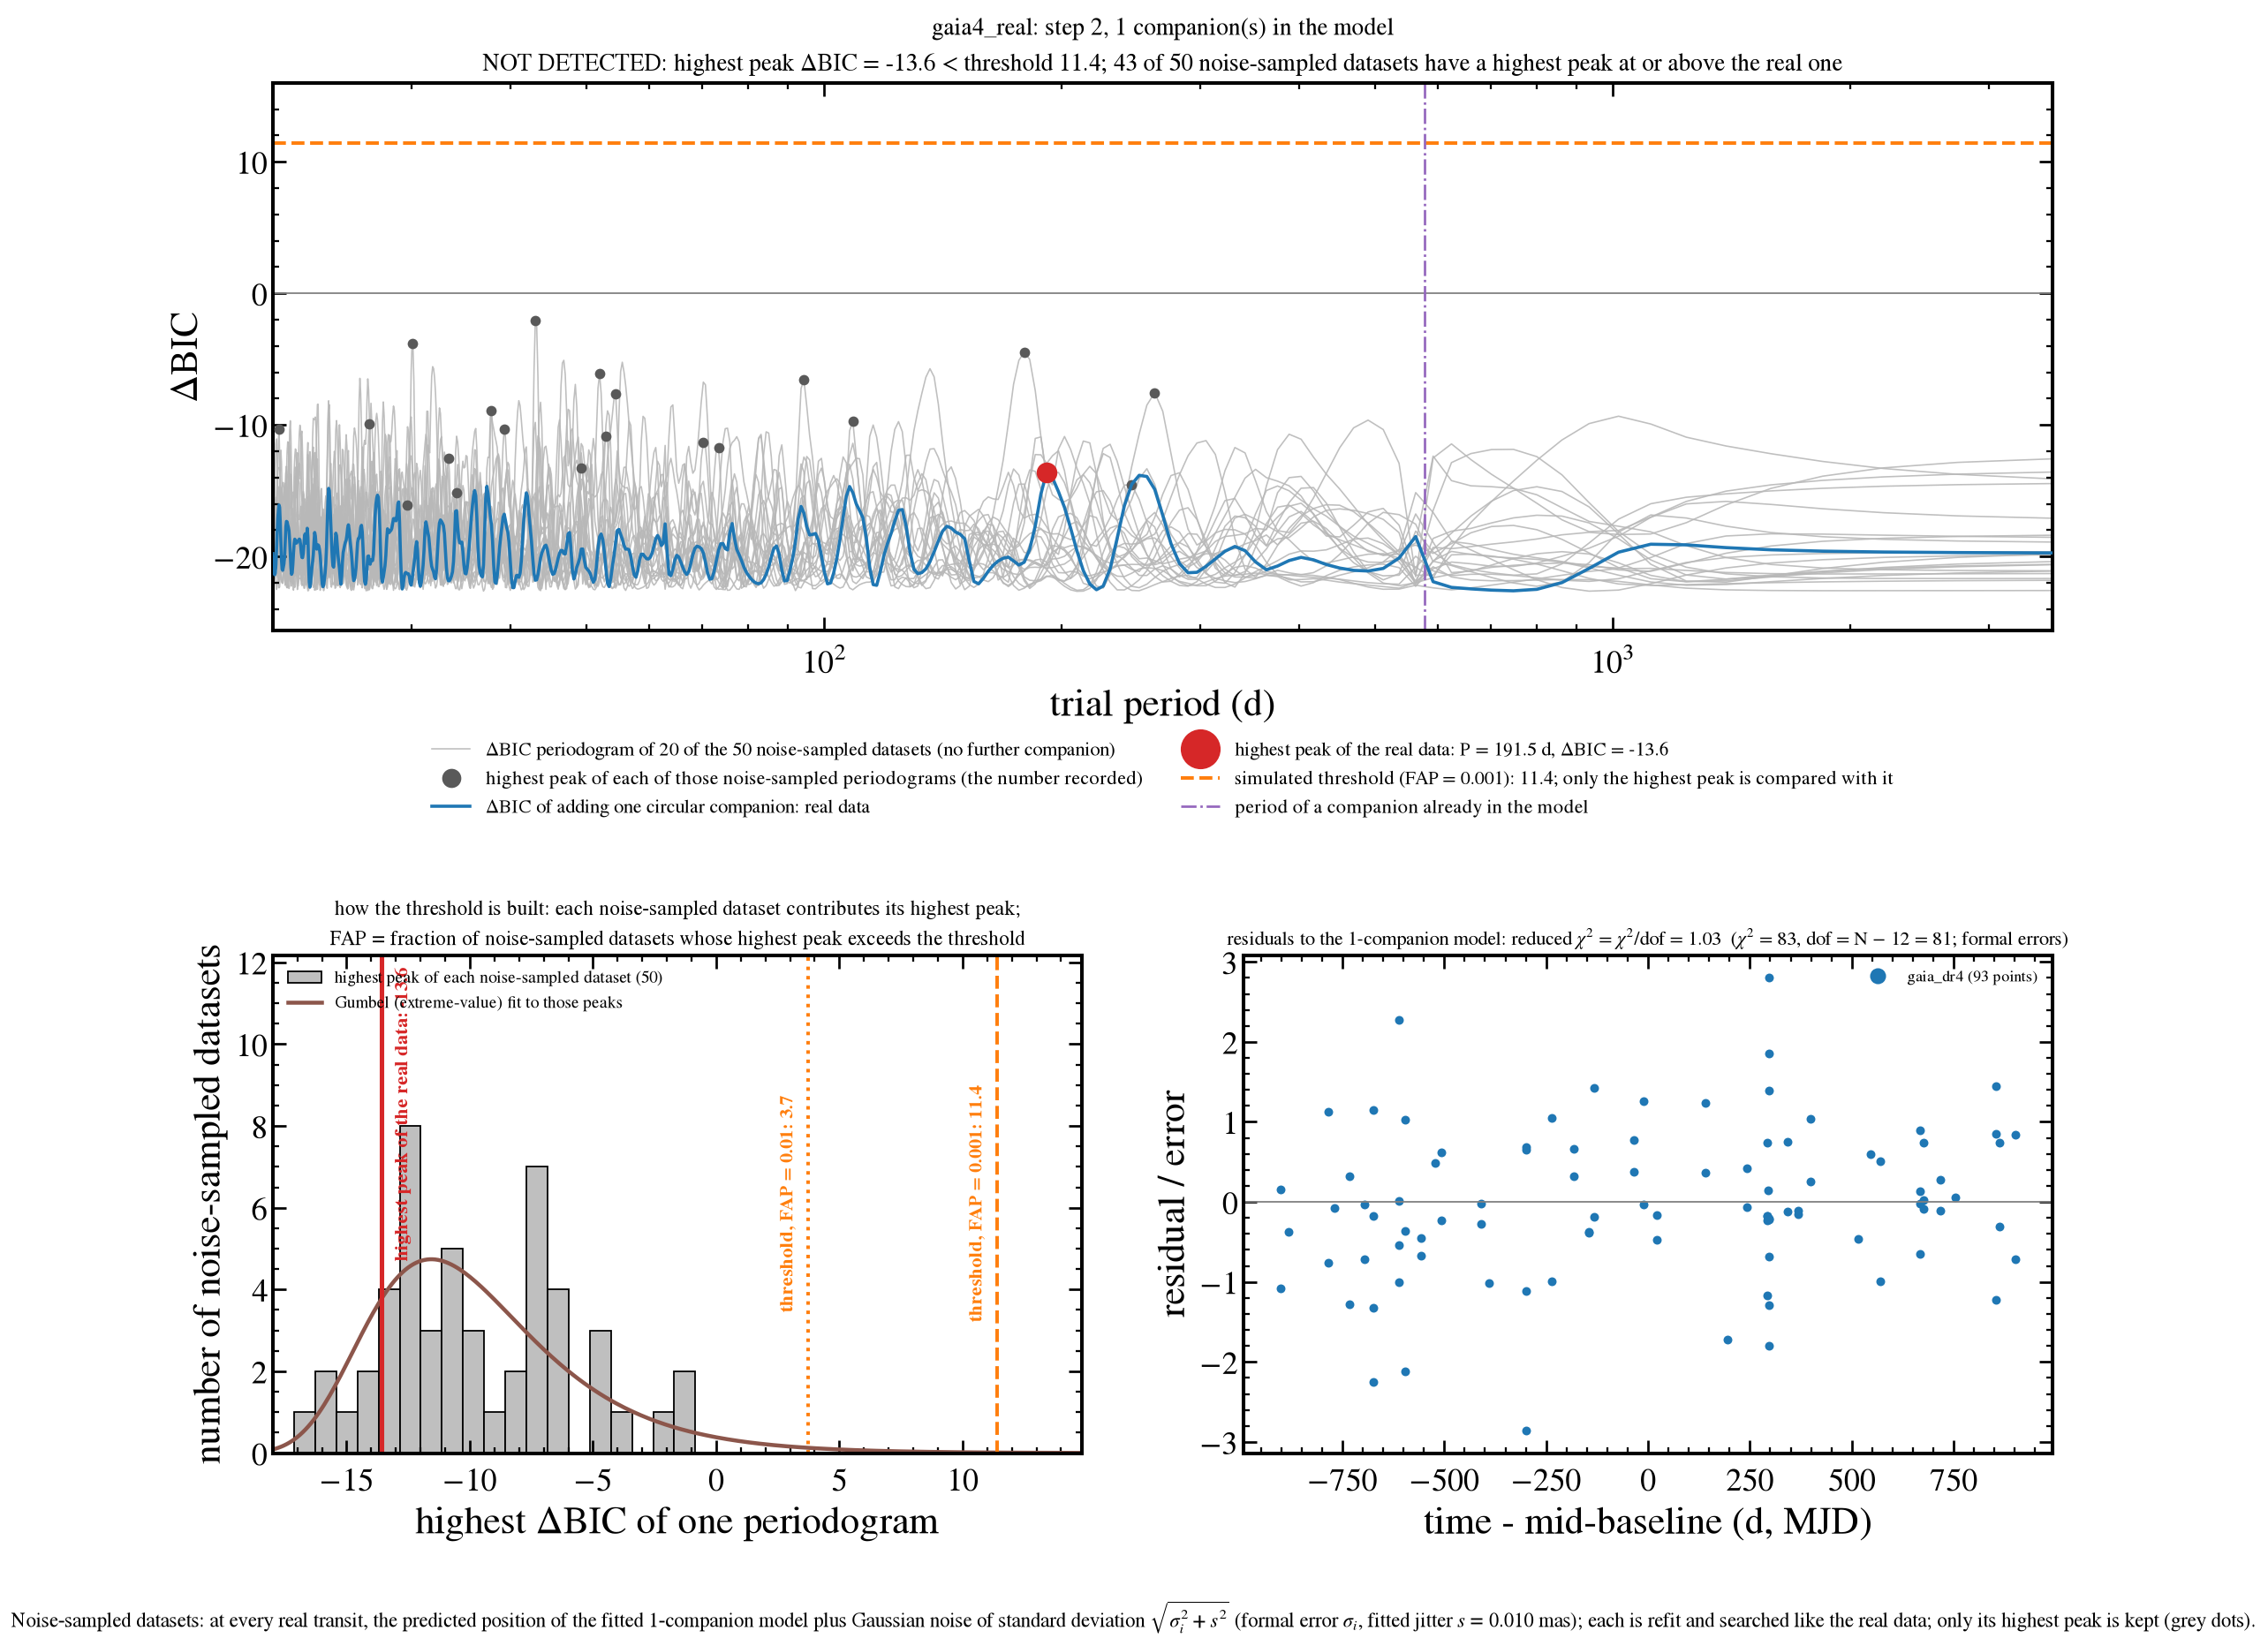 gaia4_real: step 2, 1 companion(s) in the model
NOT DETECTED: highest peak ΔBIC = -13.6 < threshold 11.4; 43 of 50 noise-sampled datasets have a highest peak at or above the real one
ΔBIC
10
0
−10
−20
10²
10³
trial period (d)
ΔBIC periodogram of 20 of the 50 noise-sampled datasets (no further companion)
highest peak of each of those noise-sampled periodograms (the number recorded)
ΔBIC of adding one circular companion: real data
highest peak of the real data: P = 191.5 d, ΔBIC = -13.6
simulated threshold (FAP = 0.001): 11.4; only the highest peak is compared with it
period of a companion already in the model
how the threshold is built: each noise-sampled dataset contributes its highest peak;
FAP = fraction of noise-sampled datasets whose highest peak exceeds the threshold
number of noise-sampled datasets
12
10
8
6
4
2
0
highest peak of each noise-sampled dataset (50)
Gumbel (extreme-value) fit to those peaks
highest peak of the real data: -13.6
threshold, FAP = 0.01: 3.7
threshold, FAP = 0.001: 11.4
−15
−10
−5
0
5
10
highest ΔBIC of one periodogram
residuals to the 1-companion model: reduced χ² = χ²/dof = 1.03 (χ² = 83, dof = N − 12 = 81; formal errors)
residual / error
3
2
1
0
−1
−2
−3
gaia_dr4 (93 points)
−750
−500
−250
0
250
500
750
time - mid-baseline (d, MJD)
Noise-sampled datasets: at every real transit, the predicted position of the fitted 1-companion model plus Gaussian noise of standard deviation √(σᵢ² + s²) (formal error σᵢ, fitted jitter s = 0.010 mas); each is refit and searched like the real data; only its highest peak is kept (grey dots).